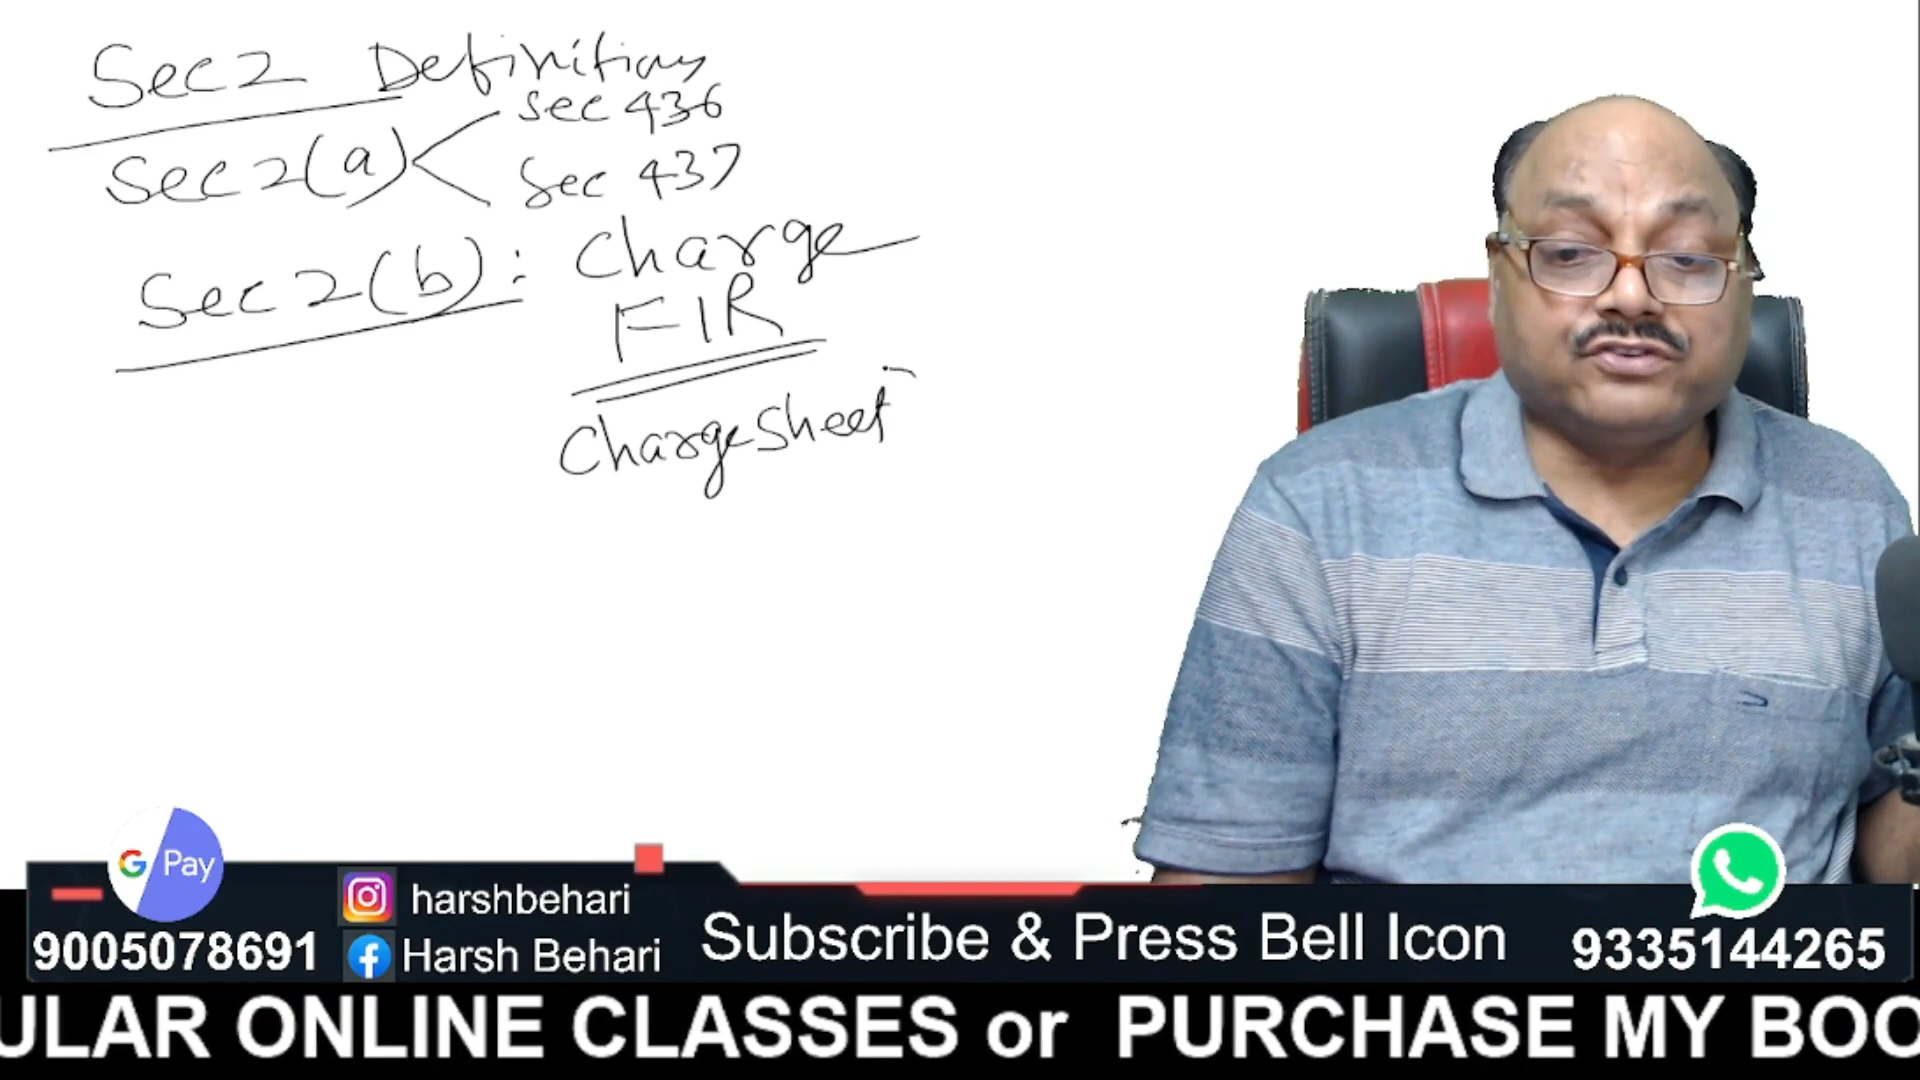 Sec 2 Definitions
Sec 2(a) < Sec 436
Sec 437
Sec 2(b) : Charge
FIR
Charge Sheet
G Pay
9005078691
harshbehari
Harsh Behari
Subscribe & Press Bell Icon
9335144265
ULAR ONLINE CLASSES or PURCHASE MY BOO